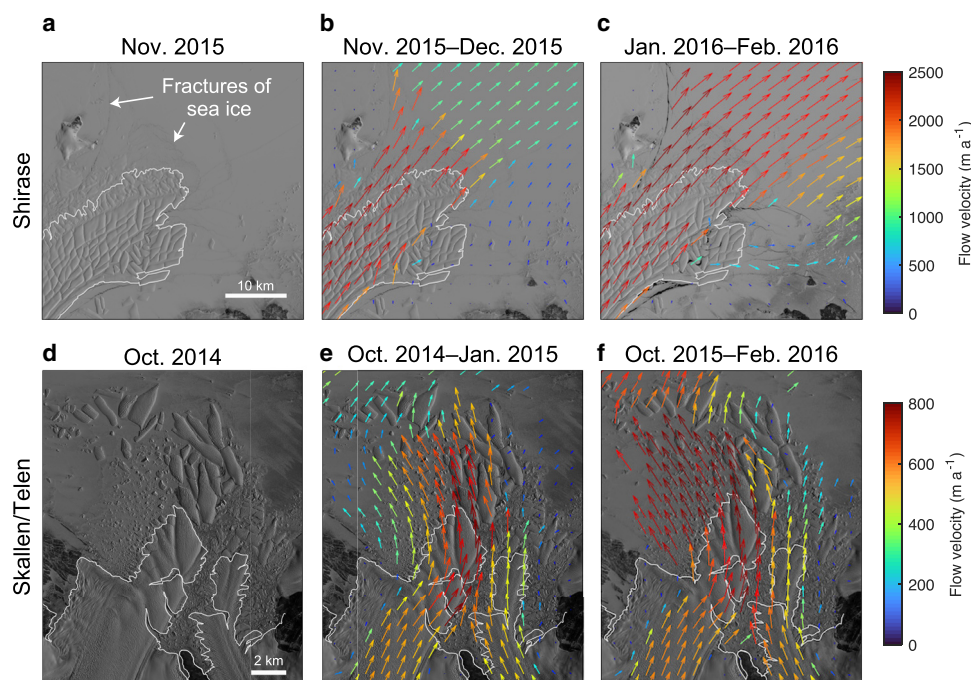 a
Nov. 2015
b
Nov. 2015–Dec. 2015
c
Jan. 2016–Feb. 2016
Shirase
Fractures of
sea ice
10 km
2500
2000
1500
1000
500
0
Flow velocity (m a⁻¹)
d
Oct. 2014
e
Oct. 2014–Jan. 2015
f
Oct. 2015–Feb. 2016
Skallen/Telen
2 km
800
600
400
200
0
Flow velocity (m a⁻¹)